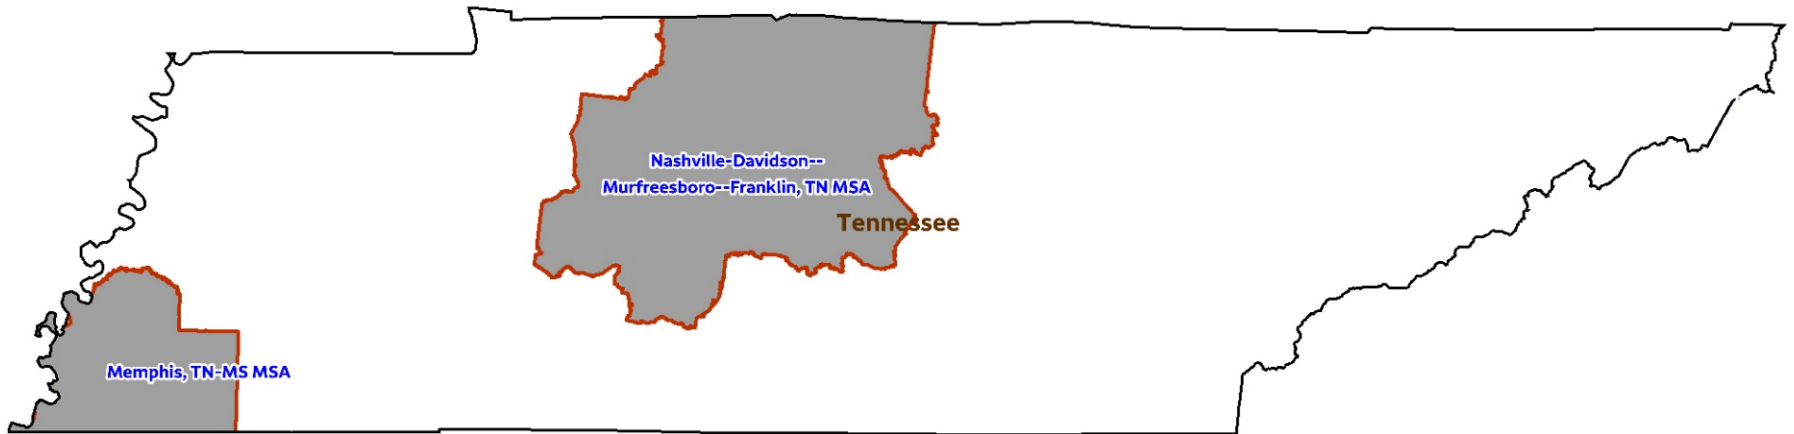 Nashville-Davidson--
Murfreesboro--Franklin, TN MSA
Tennessee
Memphis, TN-MS MSA